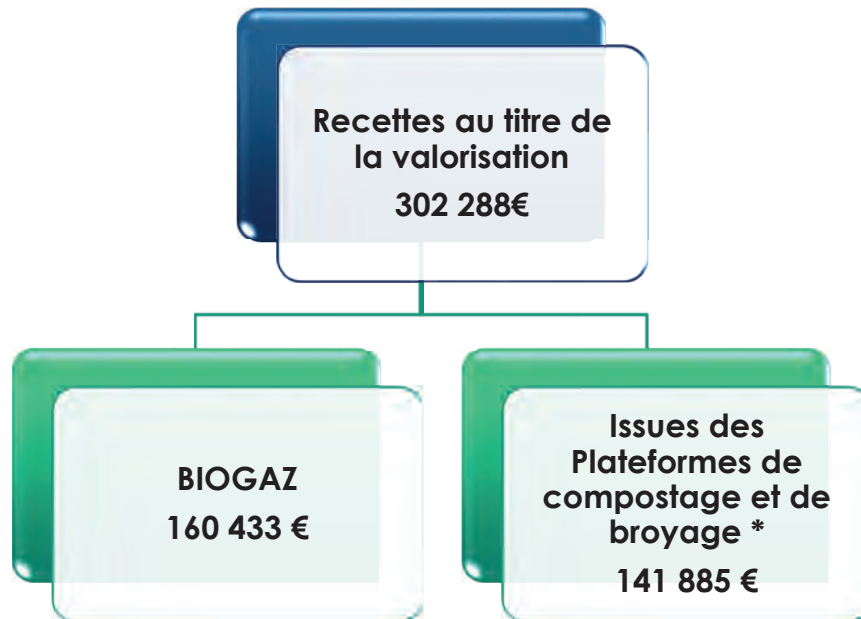 Recettes au titre de
la valorisation
302 288€
BIOGAZ
160 433 €
Issues des
Plateformes de
compostage et de
broyage *
141 885 €